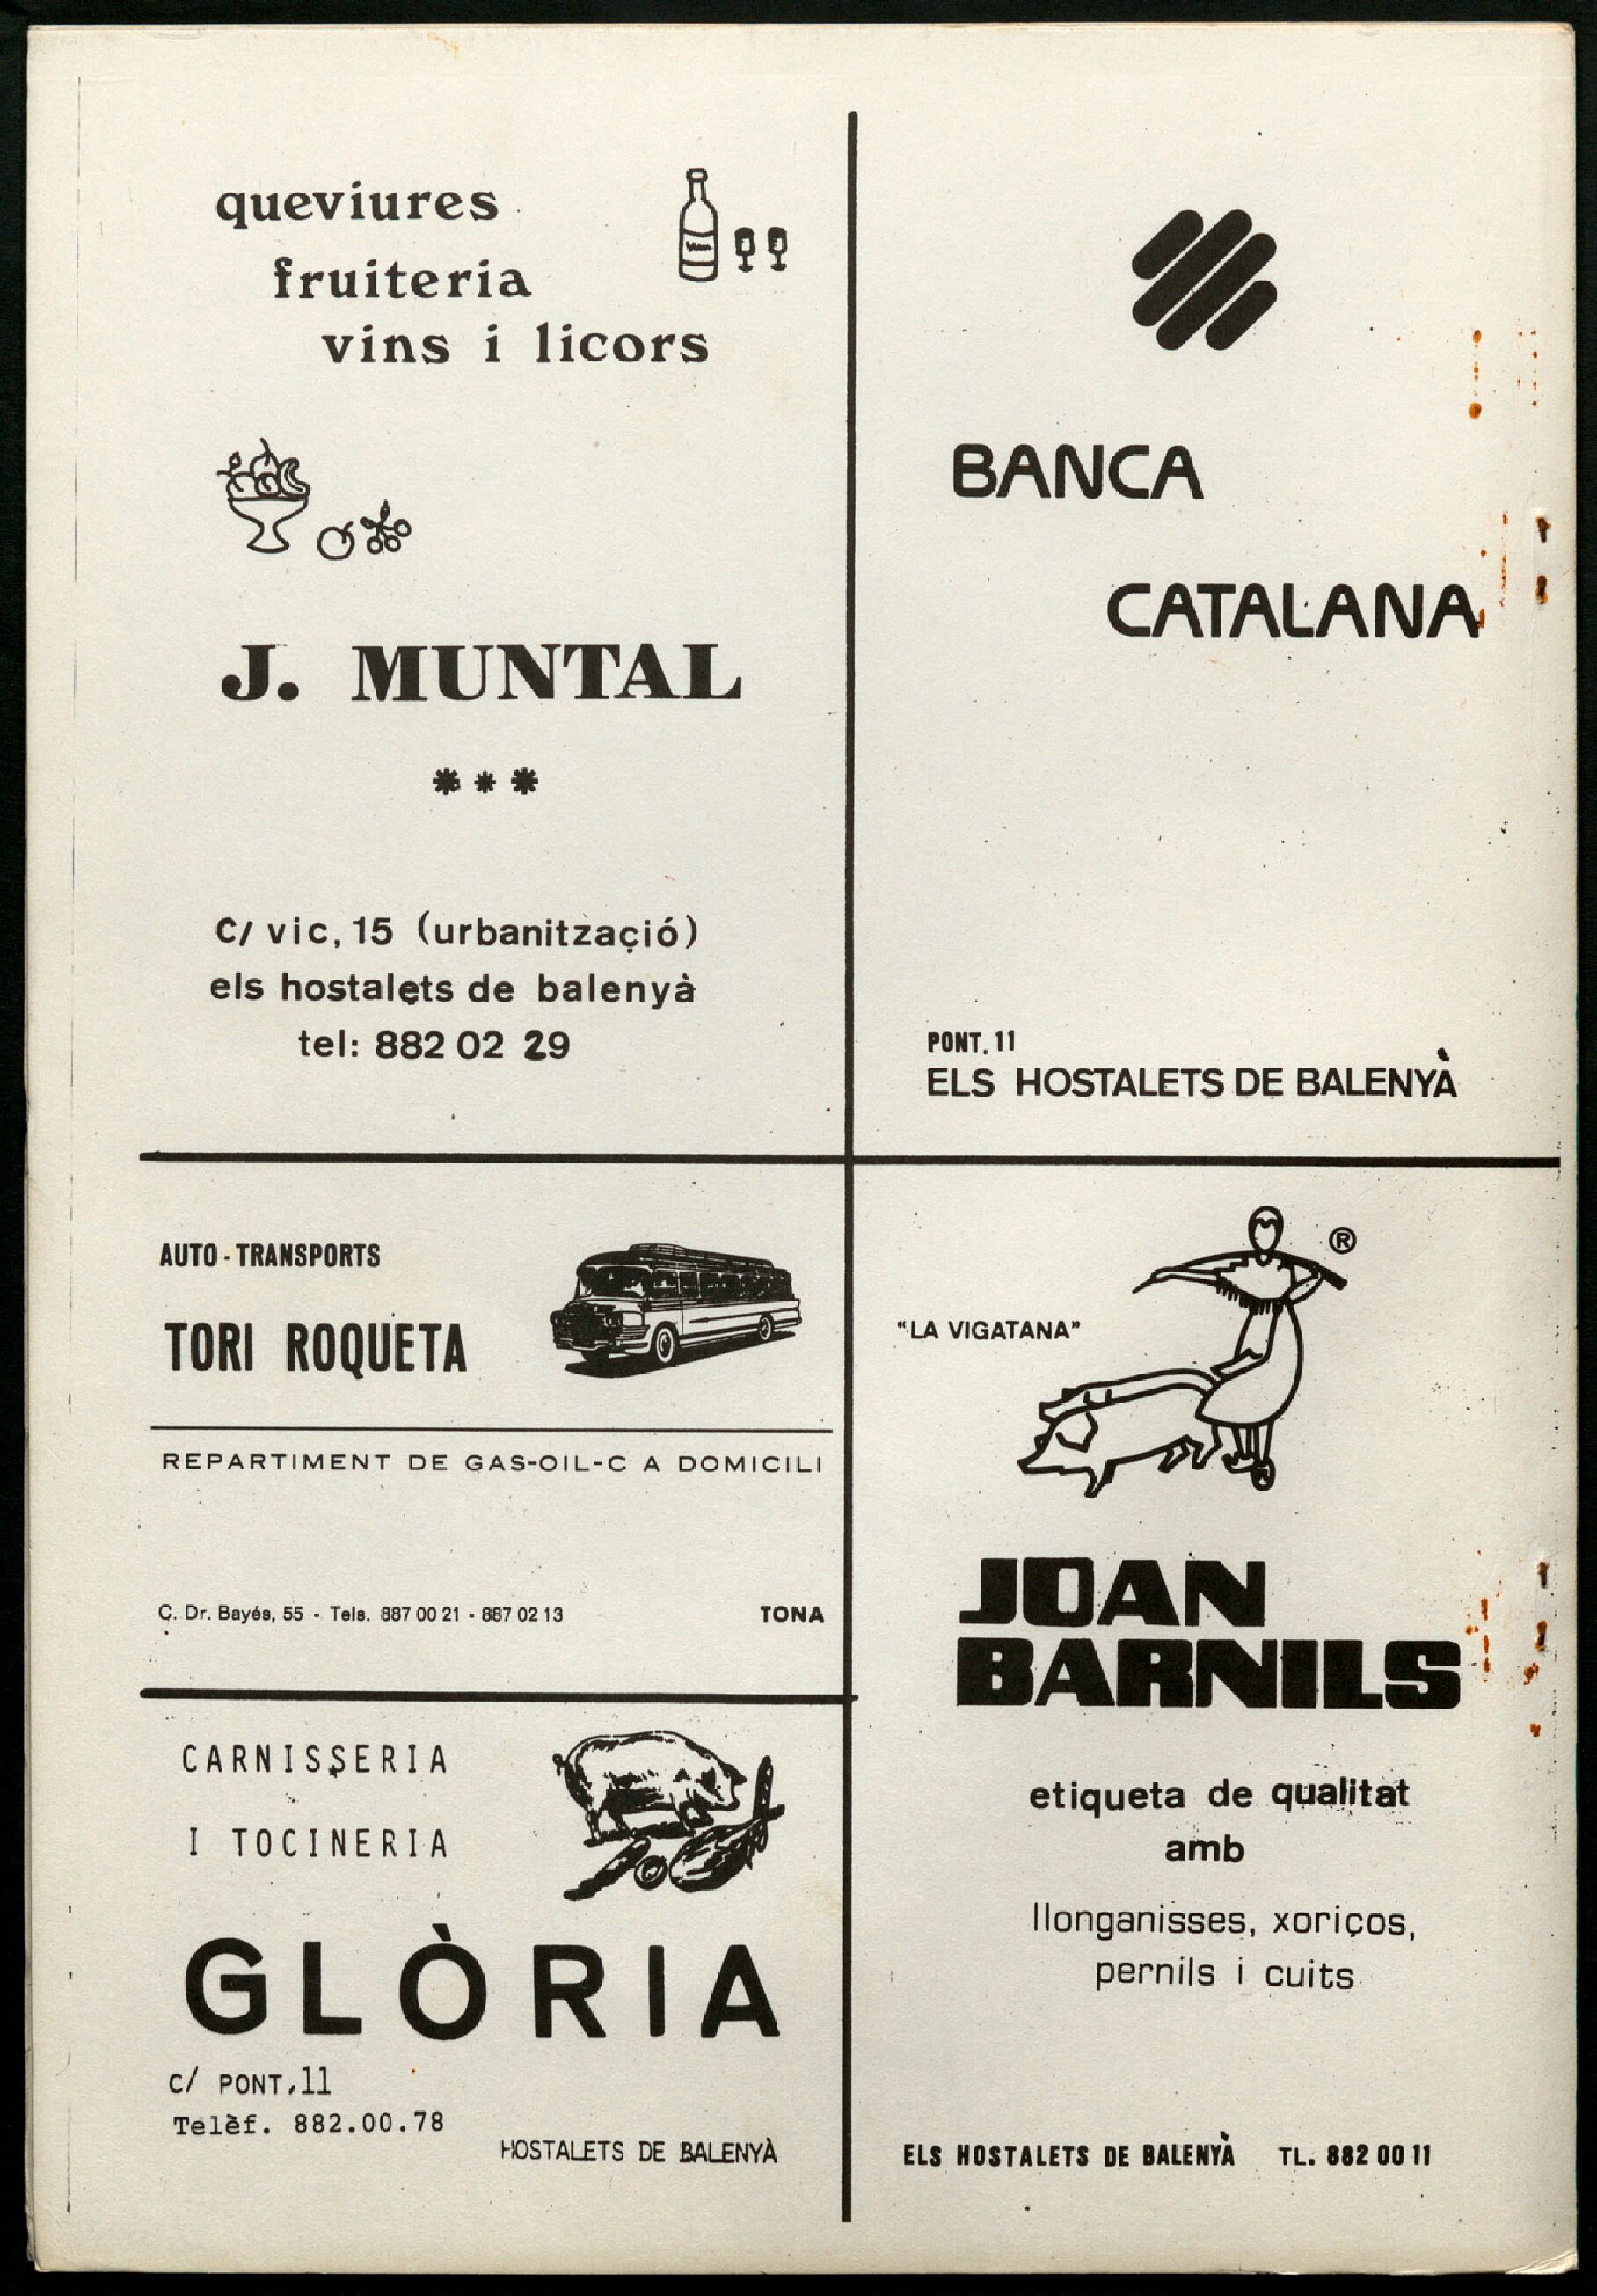 queviures
fruiteria
vins i licors
J. MUNTAL
***
C/ vic, 15 (urbanització)
els hostalets de balenyà
tel: 882 02 29
BANCA
CATALANA
PONT, 11
ELS HOSTALETS DE BALENYÀ
AUTO - TRANSPORTS
TORI ROQUETA
REPARTIMENT DE GAS-OIL-C A DOMICILI
C. Dr. Bayés, 55 - Tels. 887 00 21 - 887 02 13 TONA
®
"LA VIGATANA"
JOAN
BARNILS
etiqueta de qualitat
amb
llonganisses, xoriços,
pernils i cuits
ELS HOSTALETS DE BALENYÀ TL. 882 00 11
CARNISSERIA
I TOCINERIA
GLÒRIA
C/ PONT, 11
Telèf. 882.00.78
HOSTALETS DE BALENYÀ